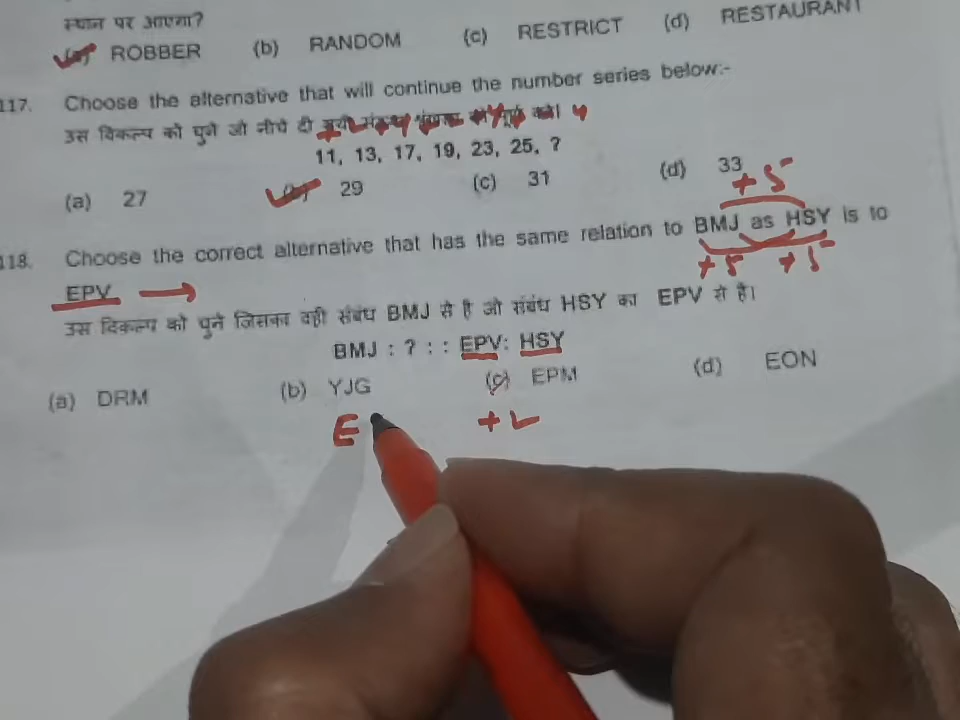 स्थान पर आएगा?
(a) ROBBER (b) RANDOM (c) RESTRICT (d) RESTAURANT
117. Choose the alternative that will continue the number series below:-
उस विकल्प को चुने जो नीचे दी
11, 13, 17, 19, 23, 25, ?
(a) 27 (b) 29 (c) 31 (d) 33
+5
118. Choose the correct alternative that has the same relation to BMJ as HSY is to
+5 +5
EPV
उस विकल्प को चुने जिसका वही संबंध BMJ से है जो संबंध HSY का EPV से है।
BMJ : ? : : EPV: HSY
(a) DRM (b) YJG (c) EPM (d) EON
E